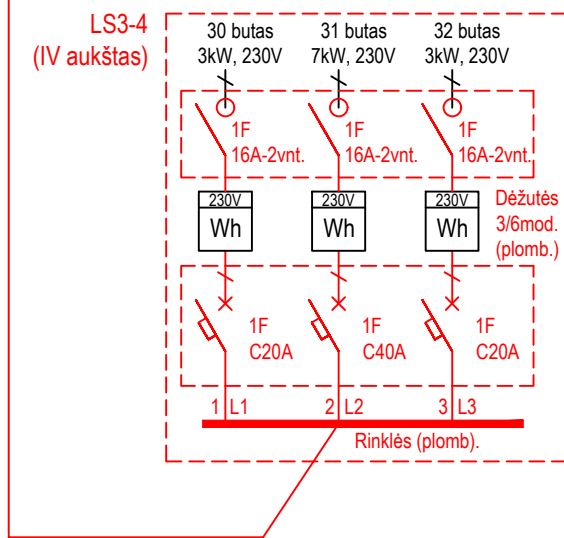 LS3-4
(IV aukštas)
30 butas
3kW, 230V
31 butas
7kW, 230V
32 butas
3kW, 230V
1F
16A-2vnt.
1F
16A-2vnt.
1F
16A-2vnt.
230V
Wh
230V
Wh
230V
Wh
Dėžutės
3/6mod.
(plomb.)
1F
C20A
1F
C40A
1F
C20A
1 L1
2 L2
3 L3
Rinklės (plomb).